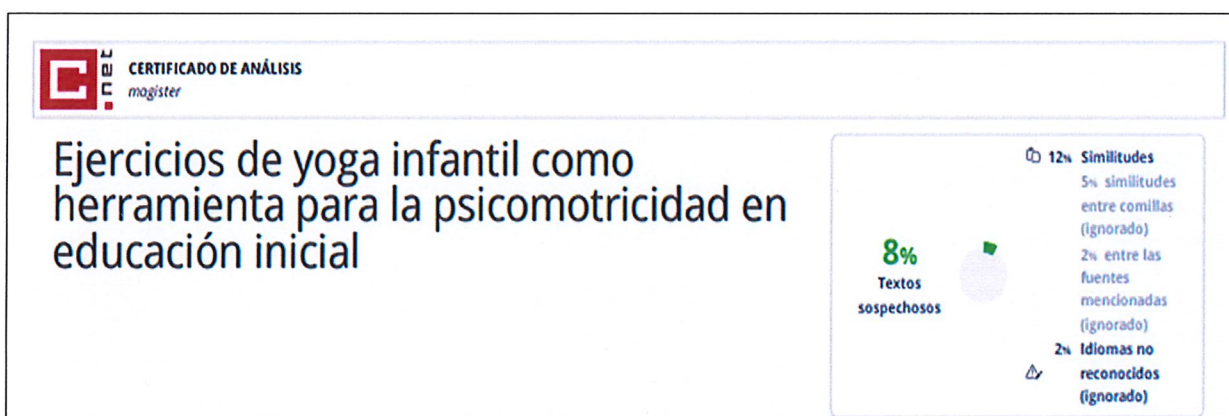 C
.net
CERTIFICADO DE ANÁLISIS
magister
Ejercicios de yoga infantil como
herramienta para la psicomotricidad en
educación inicial
8%
Textos
sospechosos
12% Similitudes
5% similitudes
entre comillas
(ignorado)
2% entre las
fuentes
mencionadas
(ignorado)
2% Idiomas no
reconocidos
(ignorado)